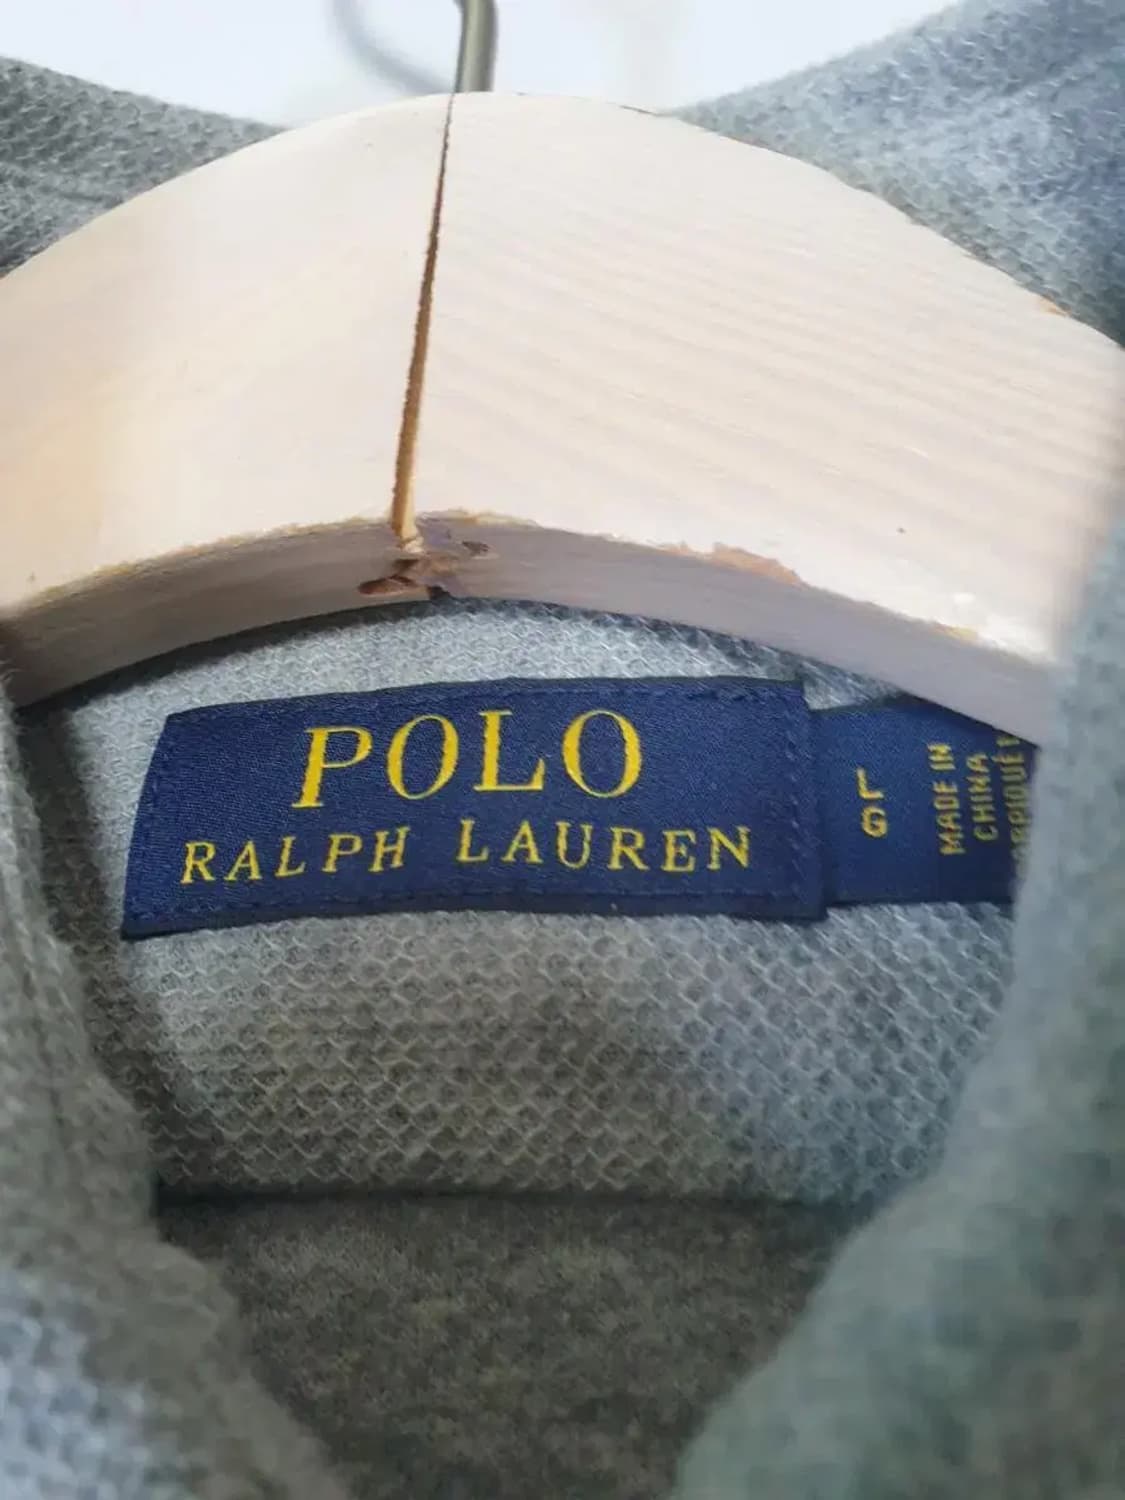 POLO
RALPH LAUREN
L
G
MADE IN
CHINA